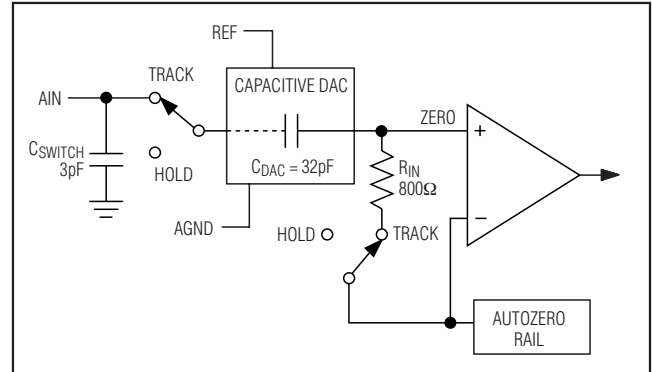 REF
TRACK
CAPACITIVE DAC
AIN
ZERO
+
CSWITCH
3pF
HOLD
CDAC = 32pF
RIN
800Ω
AGND
HOLD
TRACK
−
AUTOZERO
RAIL